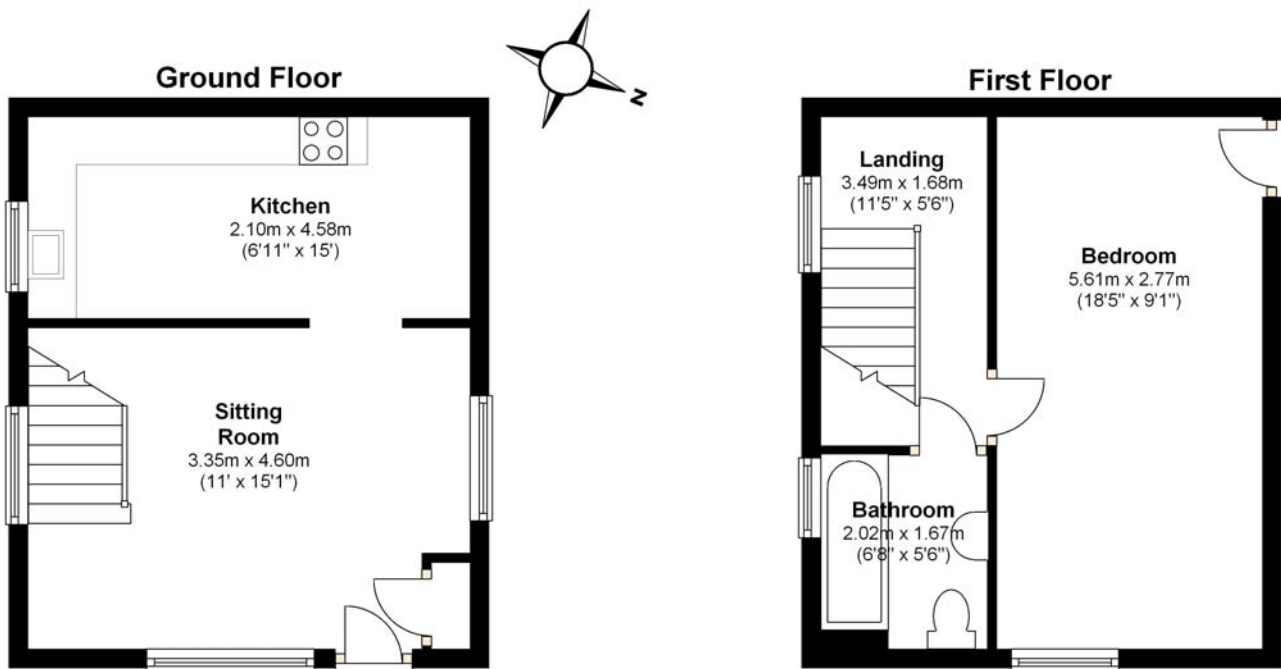 Ground Floor
N
Kitchen
2.10m x 4.58m
(6'11" x 15')
Sitting
Room
3.35m x 4.60m
(11' x 15'1")
First Floor
Landing
3.49m x 1.68m
(11'5" x 5'6")
Bedroom
5.61m x 2.77m
(18'5" x 9'1")
Bathroom
2.02m x 1.67m
(6'8" x 5'6")